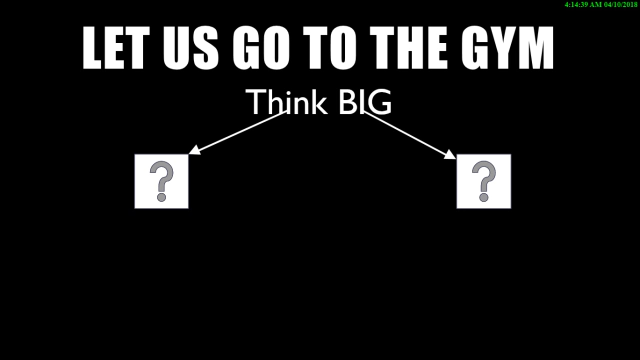 4:14:39 AM 04/10/2018
LET US GO TO THE GYM
Think BIG
?
?